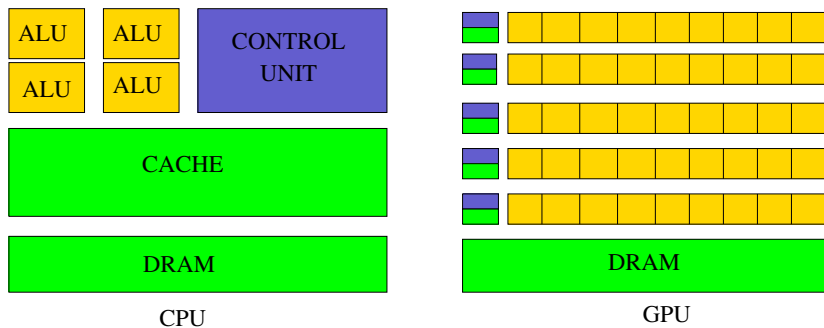 ALU ALU
CONTROL
UNIT
ALU ALU
CACHE
DRAM
CPU
DRAM
GPU